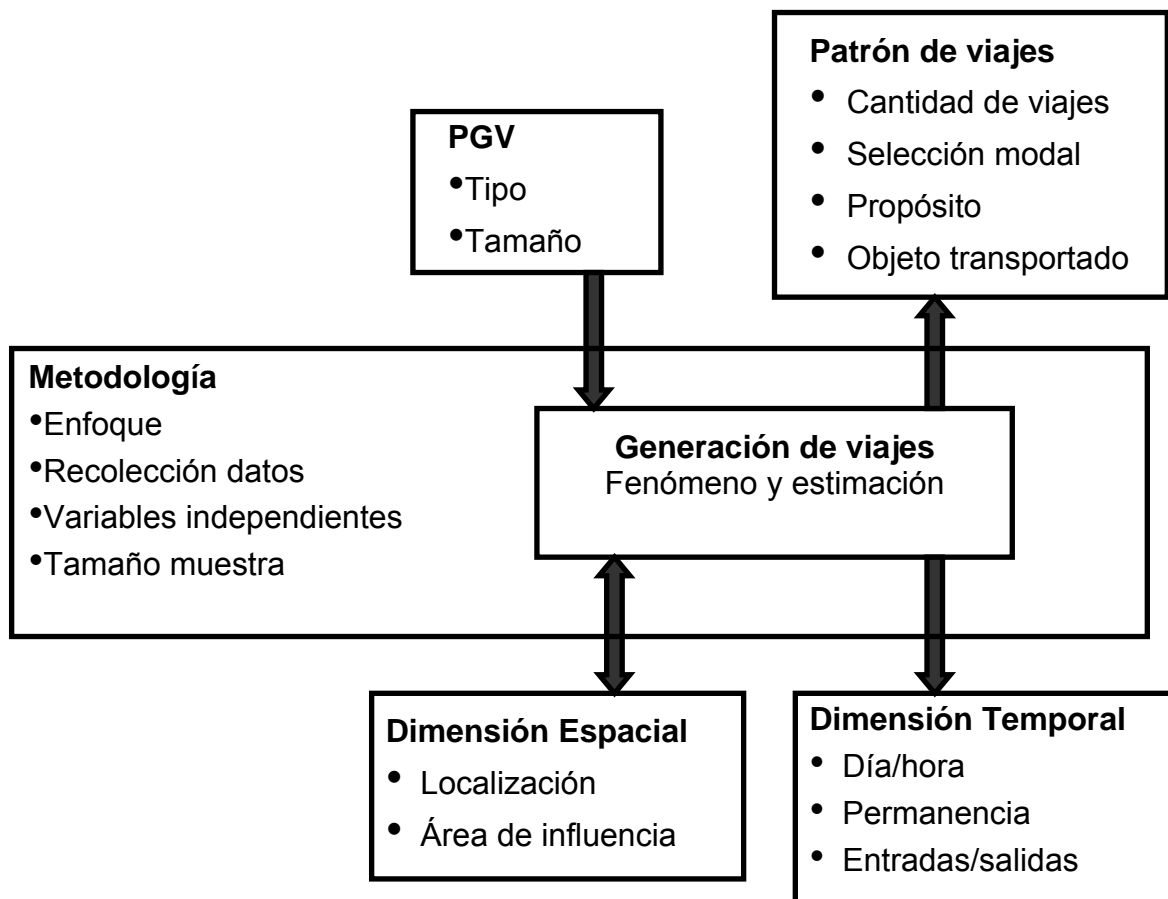 Patrón de viajes
• Cantidad de viajes
• Selección modal
• Propósito
• Objeto transportado
PGV
•Tipo
•Tamaño
Metodología
•Enfoque
•Recolección datos
•Variables independientes
•Tamaño muestra
Generación de viajes
Fenómeno y estimación
Dimensión Espacial
• Localización
• Área de influencia
Dimensión Temporal
• Día/hora
• Permanencia
• Entradas/salidas